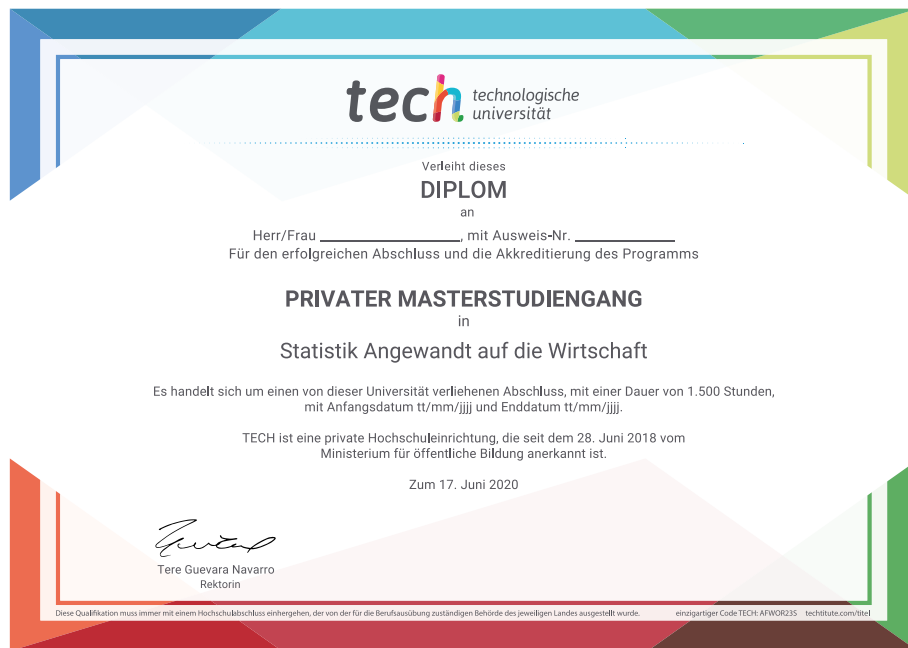 tech technologische
universität
Verleiht dieses
DIPLOM
an
Herr/Frau ____________________, mit Ausweis-Nr. ______________
Für den erfolgreichen Abschluss und die Akkreditierung des Programms
PRIVATER MASTERSTUDIENGANG
in
Statistik Angewandt auf die Wirtschaft
Es handelt sich um einen von dieser Universität verliehenen Abschluss, mit einer Dauer von 1.500 Stunden,
mit Anfangsdatum tt/mm/jjjj und Enddatum tt/mm/jjjj.
TECH ist eine private Hochschuleinrichtung, die seit dem 28. Juni 2018 vom
Ministerium für öffentliche Bildung anerkannt ist.
Zum 17. Juni 2020
Tere Guevara Navarro
Rektorin
Diese Qualifikation muss immer mit einem Hochschulabschluss einhergehen, der von der für die Berufsausübung zuständigen Behörde des jeweiligen Landes ausgestellt wurde. einzigartiger Code TECH: AFWOR23S techtitute.com/titel